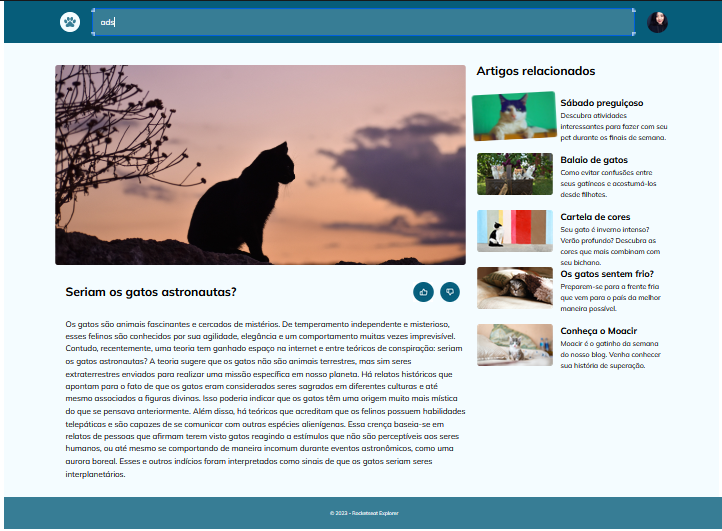 ads
Seriam os gatos astronautas?
Os gatos são animais fascinantes e cercados de mistérios. De temperamento independente e misterioso,
esses felinos são conhecidos por sua agilidade, elegância e um comportamento muitas vezes imprevisível.
Contudo, recentemente, uma teoria tem ganhado espaço na internet e entre teóricos de conspiração: seriam
os gatos astronautas? A teoria sugere que os gatos não são animais terrestres, mas sim seres
extraterrestres enviados para realizar uma missão específica em nosso planeta. Há relatos históricos que
apontam para o fato de que os gatos eram considerados seres sagrados em diferentes culturas e até
mesmo associados a figuras divinas. Isso poderia indicar que os gatos têm uma origem muito mais mística
do que se pensava anteriormente. Além disso, há teóricos que acreditam que os felinos possuem habilidades
telepáticas e são capazes de se comunicar com outras espécies alienígenas. Essa crença baseia-se em
relatos de pessoas que afirmam terem visto gatos reagindo a estímulos que não são perceptíveis aos seres
humanos, ou até mesmo se comportando de maneira incomum durante eventos astronômicos, como uma
aurora boreal. Esses e outros indícios foram interpretados como sinais de que os gatos seriam seres
interplanetários.
Artigos relacionados
Sábado preguiçoso
Descubra atividades
interessantes para fazer com seu
pet durante os finais de semana.
Balaio de gatos
Como evitar confusões entre
seus gatíneos e acostumá-los
desde filhotes.
Cartela de cores
Seu gato é inverno intenso?
Verão profundo? Descubra as
cores que mais combinam com
seu bichano.
Os gatos sentem frio?
Preparem-se para a frente fria
que vem para o país da melhor
maneira possível.
Conheça o Moacir
Moacir é o gatinho da semana
do nosso blog. Venha conhecer
sua história de superação.
© 2023 - Rocketseat Explorer